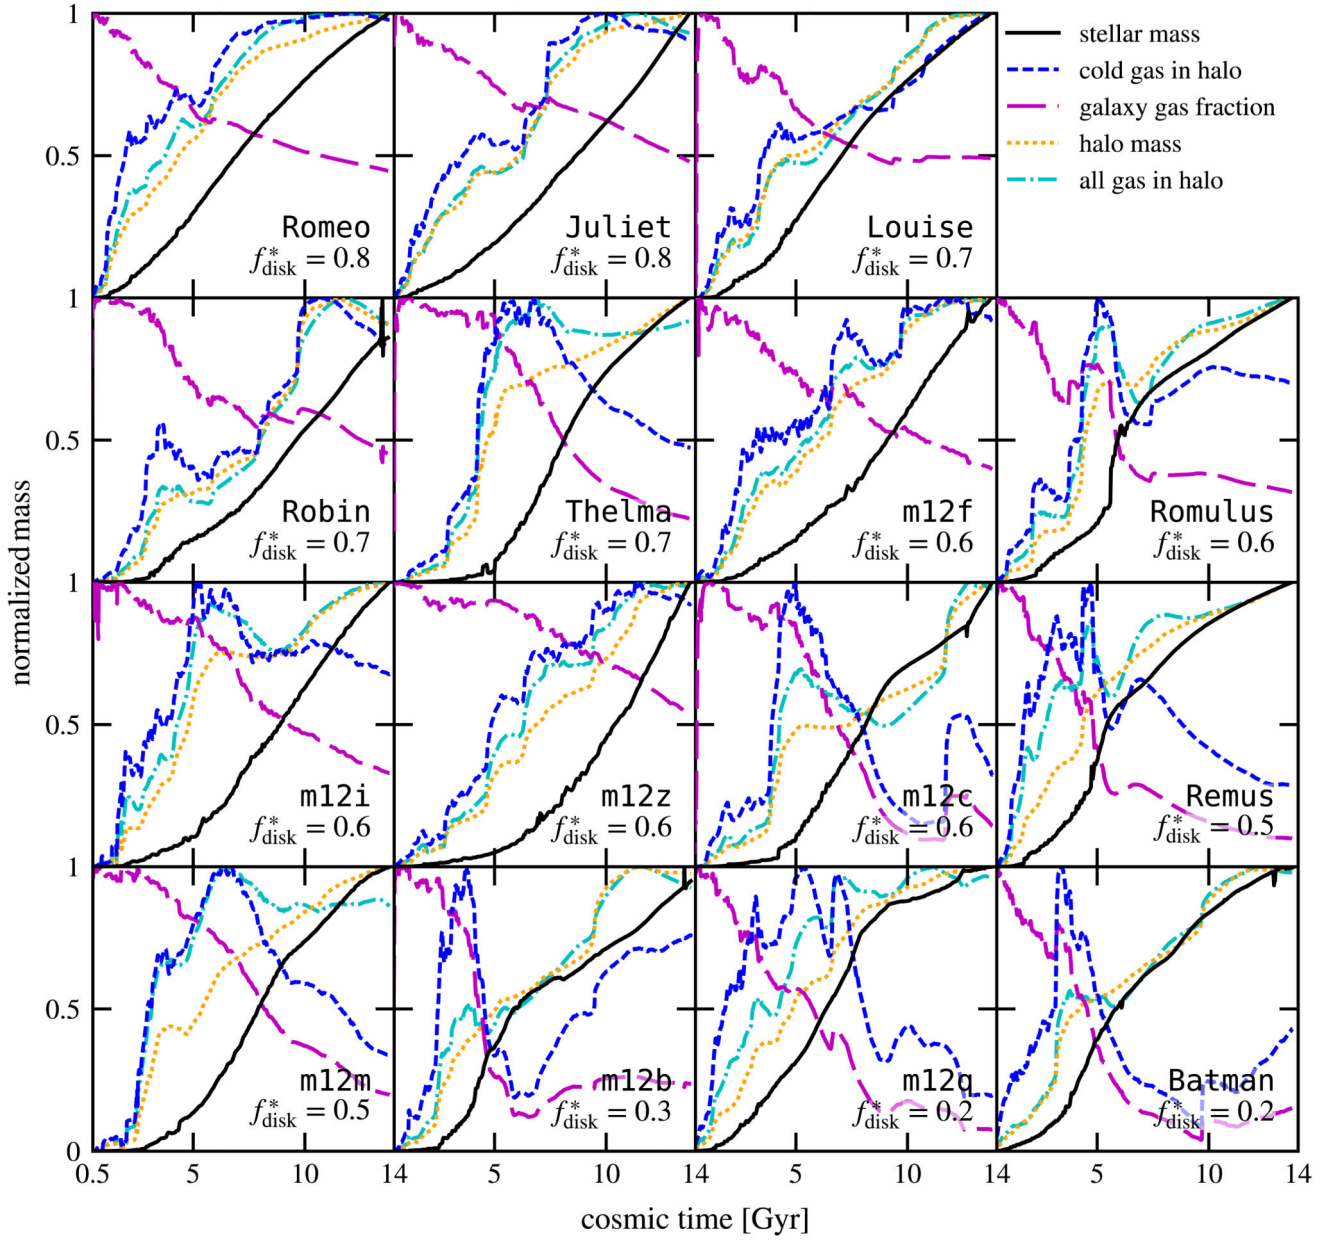 1
0.5
Romeo
f*disk = 0.8
Juliet
f*disk = 0.8
Louise
f*disk = 0.7
stellar mass
cold gas in halo
galaxy gas fraction
halo mass
all gas in halo
1
0.5
Robin
f*disk = 0.7
Thelma
f*disk = 0.7
m12f
f*disk = 0.6
1
Romulus
f*disk = 0.6
normalized mass
1
0.5
m12i
f*disk = 0.6
m12z
f*disk = 0.6
m12c
f*disk = 0.6
Remus
f*disk = 0.5
1
0.5
0
m12m
f*disk = 0.5
m12b
f*disk = 0.3
m12q
f*disk = 0.2
Batman
f*disk = 0.2
0.5 5 10 14 5 10 14 5 10 14 5 10 14
cosmic time [Gyr]